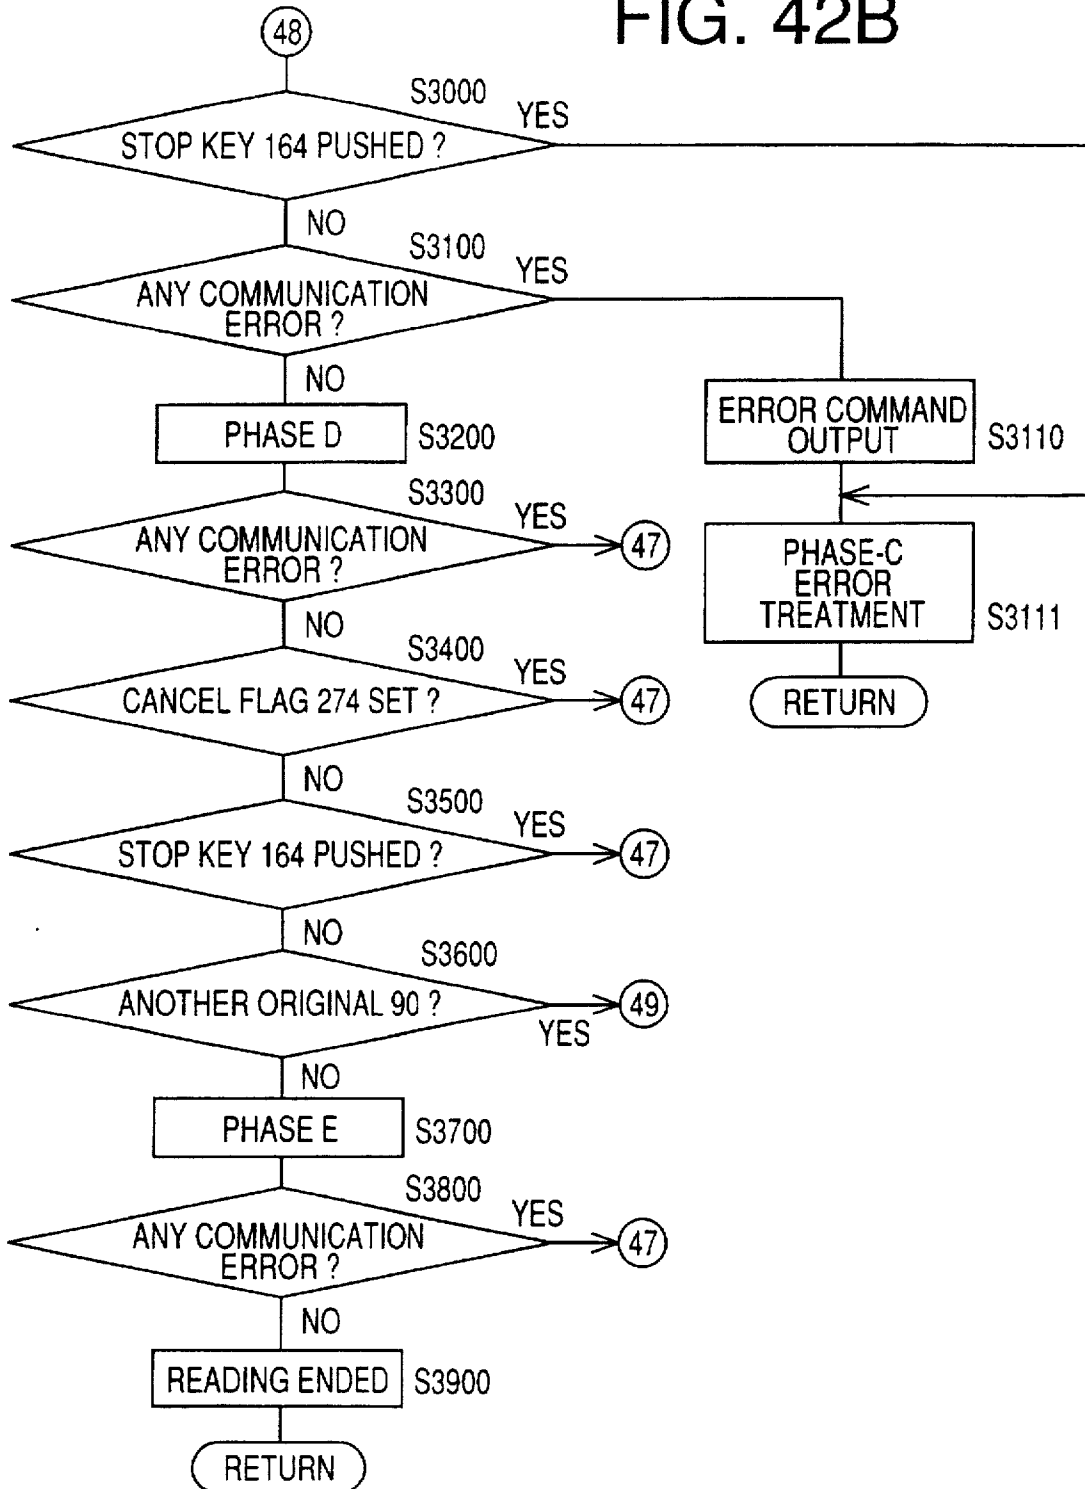 FIG. 42B
48
S3000
STOP KEY 164 PUSHED ?
YES
NO
S3100
ANY COMMUNICATION
ERROR ?
YES
NO
ERROR COMMAND
OUTPUT
S3110
PHASE D
S3200
S3300
ANY COMMUNICATION
ERROR ?
YES
47
NO
PHASE-C
ERROR
TREATMENT
S3111
RETURN
S3400
CANCEL FLAG 274 SET ?
YES
47
NO
S3500
STOP KEY 164 PUSHED ?
YES
47
NO
S3600
ANOTHER ORIGINAL 90 ?
YES
49
NO
PHASE E
S3700
S3800
ANY COMMUNICATION
ERROR ?
YES
47
NO
READING ENDED
S3900
RETURN